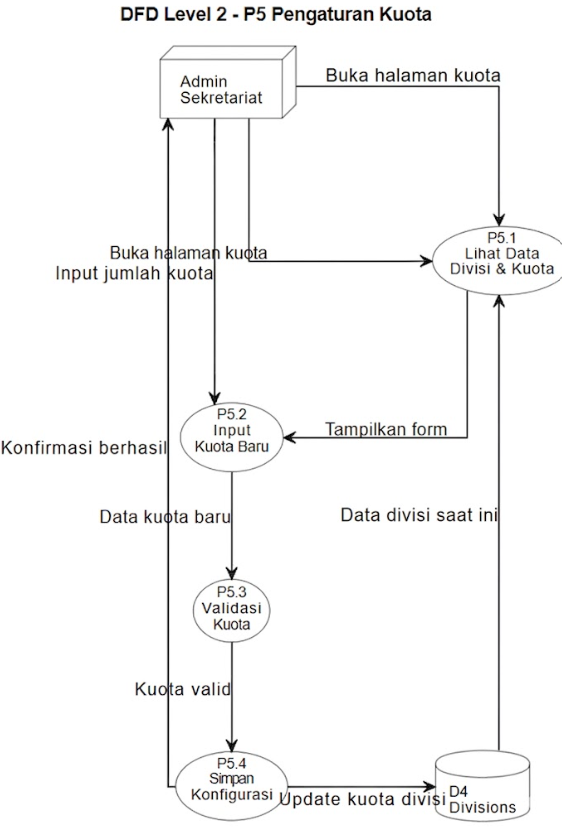 DFD Level 2 - P5 Pengaturan Kuota
Admin
Sekretariat
Buka halaman kuota
P5.1
Lihat Data
Divisi & Kuota
Buka halaman kuota
Input jumlah kuota
P5.2
Input
Kuota Baru
Tampilkan form
Konfirmasi berhasil
Data kuota baru
Data divisi saat ini
P5.3
Validasi
Kuota
Kuota valid
P5.4
Simpan
Konfigurasi
Update kuota divisi
D4
Divisions